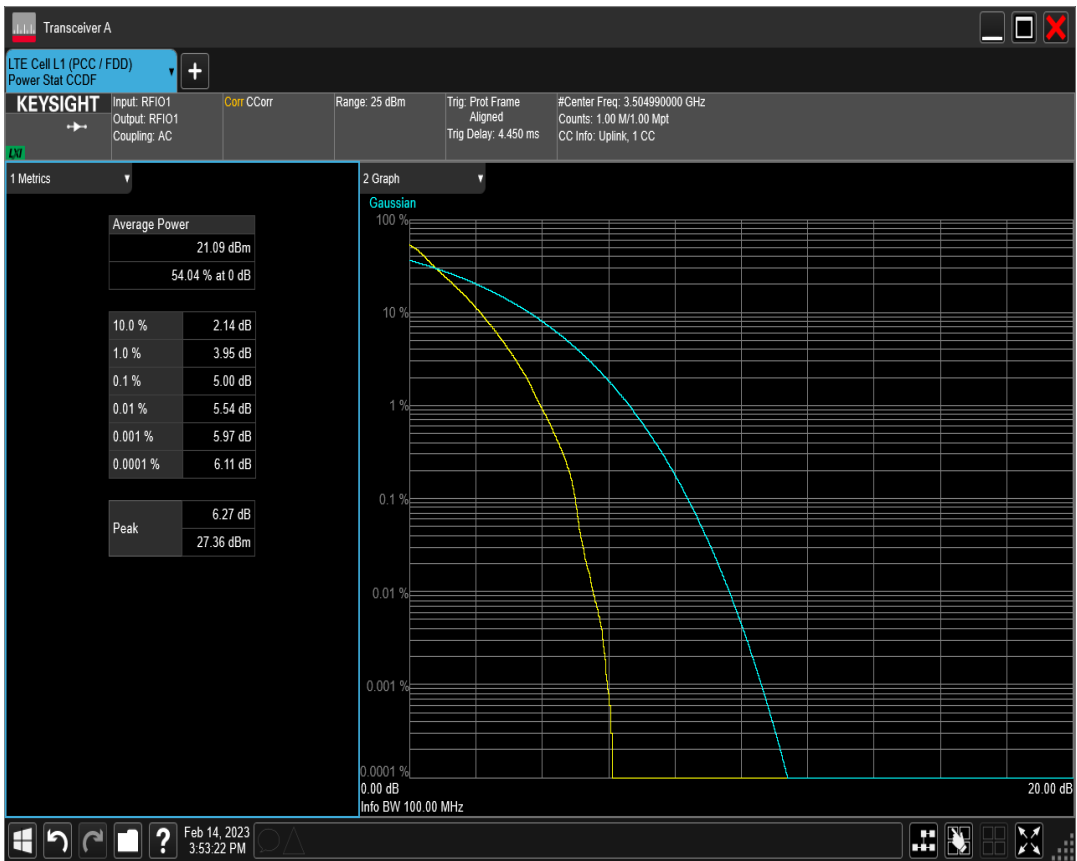 Transceiver A
LTE Cell L1 (PCC / FDD)
Power Stat CCDF
+
KEYSIGHT
LXI
Input: RFIO1
Output: RFIO1
Coupling: AC
Corr CCorr
Range: 25 dBm
Trig: Prot Frame
Aligned
Trig Delay: 4.450 ms
#Center Freq: 3.504990000 GHz
Counts: 1.00 M/1.00 Mpt
CC Info: Uplink, 1 CC
1 Metrics
Average Power
21.09 dBm
54.04 % at 0 dB
10.0 % 2.14 dB
1.0 % 3.95 dB
0.1 % 5.00 dB
0.01 % 5.54 dB
0.001 % 5.97 dB
0.0001 % 6.11 dB
Peak
6.27 dB
27.36 dBm
2 Graph
Gaussian
100 %
10 %
1 %
0.1 %
0.01 %
0.001 %
0.0001 %
0.00 dB
20.00 dB
Info BW 100.00 MHz
?
Feb 14, 2023
3:53:22 PM